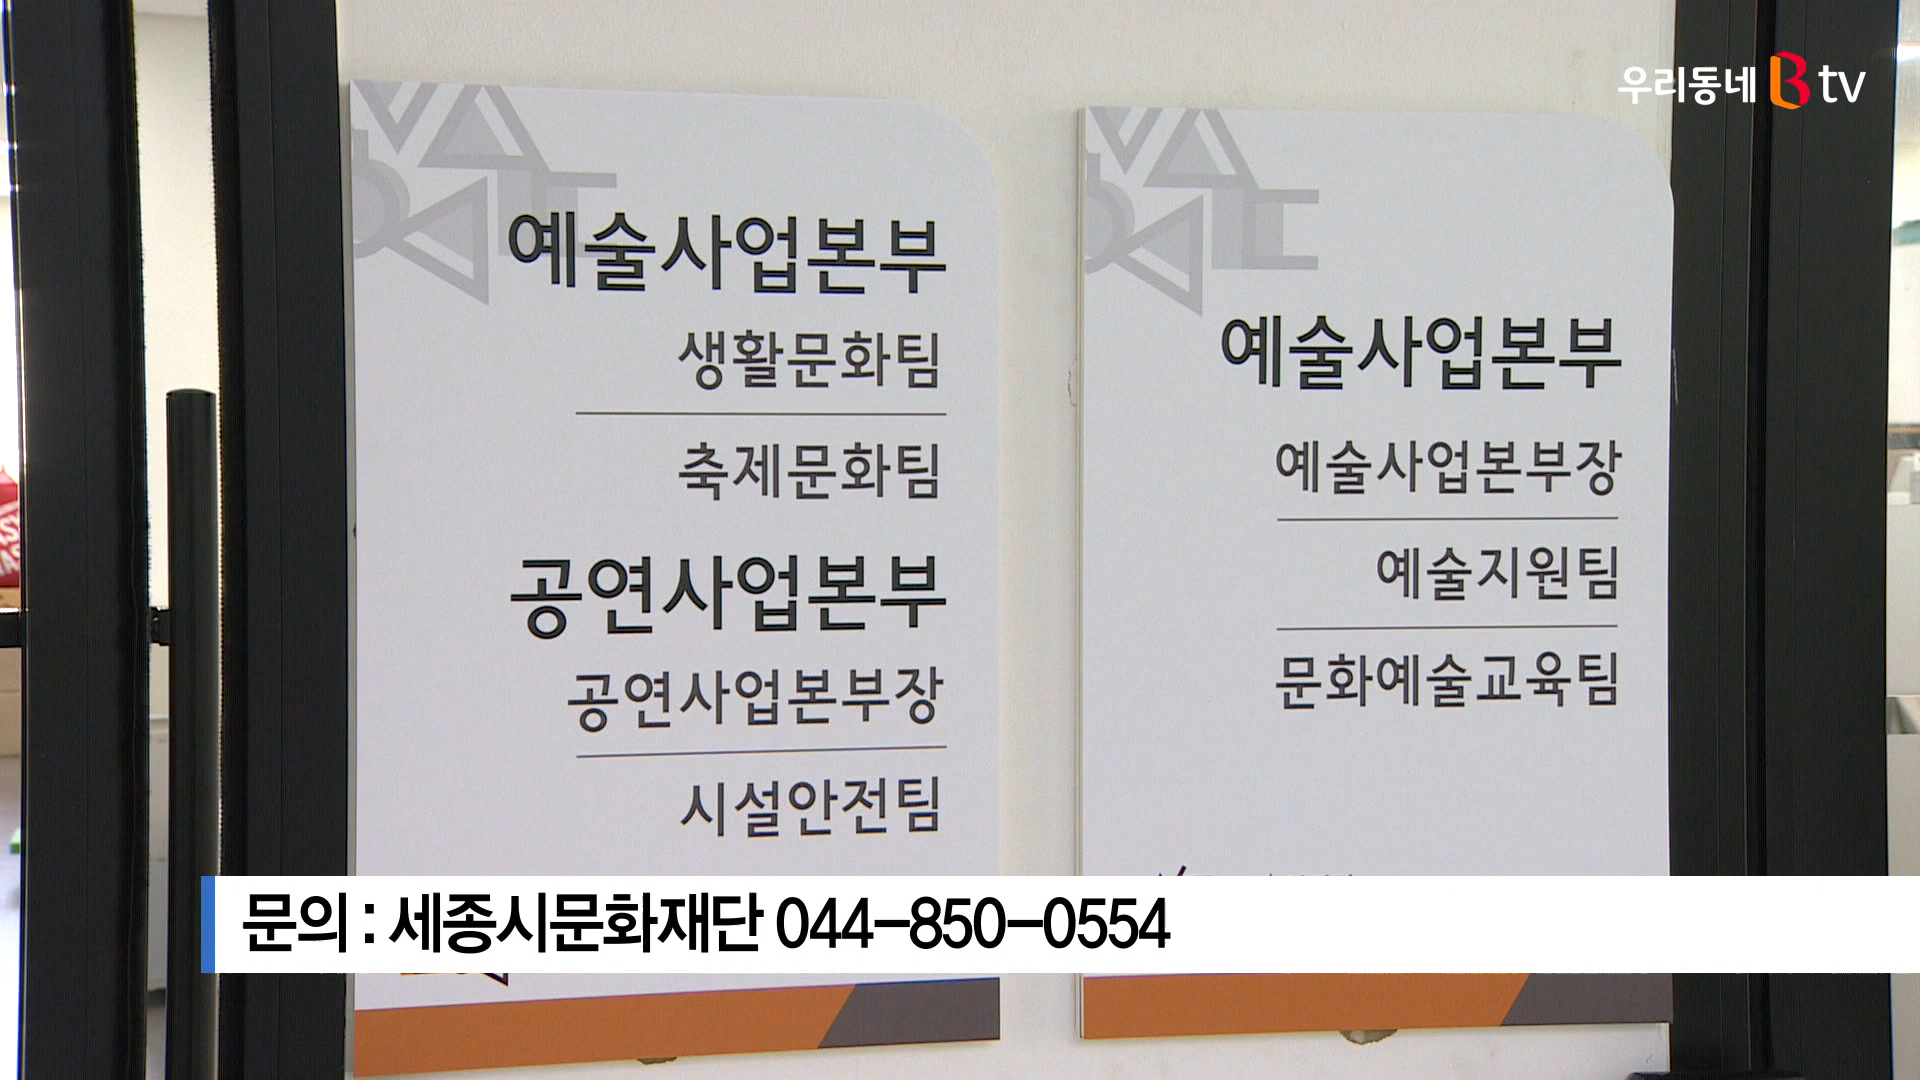 우리동네 B tv
예술사업본부
생활문화팀
축제문화팀
공연사업본부
공연사업본부장
시설안전팀
예술사업본부
예술사업본부장
예술지원팀
문화예술교육팀
문의 : 세종시문화재단 044-850-0554